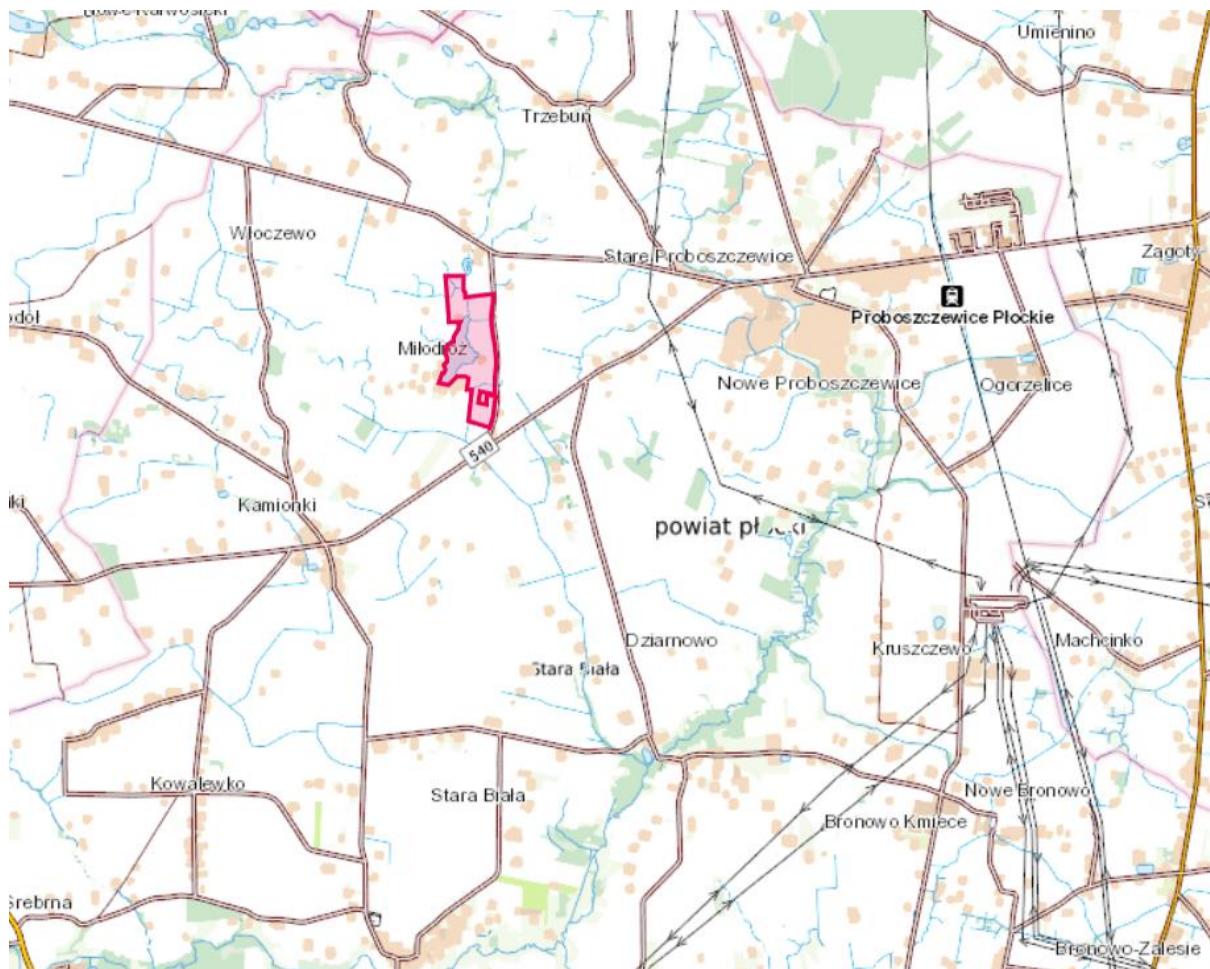 Umienino
Trzebuń
Włoczewo
Stare Proboszczewice
Zagoty
Proboszczewice Płockie
Miłodróż
Nowe Proboszczewice
Ogorzelice
540
Kamionki
powiat
Dziarnowo
Kruszczewo
Machcinko
Stara Biała
Kowalewko
Stara Biała
Nowe Bronowo
Bronowo Kmiece
Srebrna
Bronowo-Zalesie